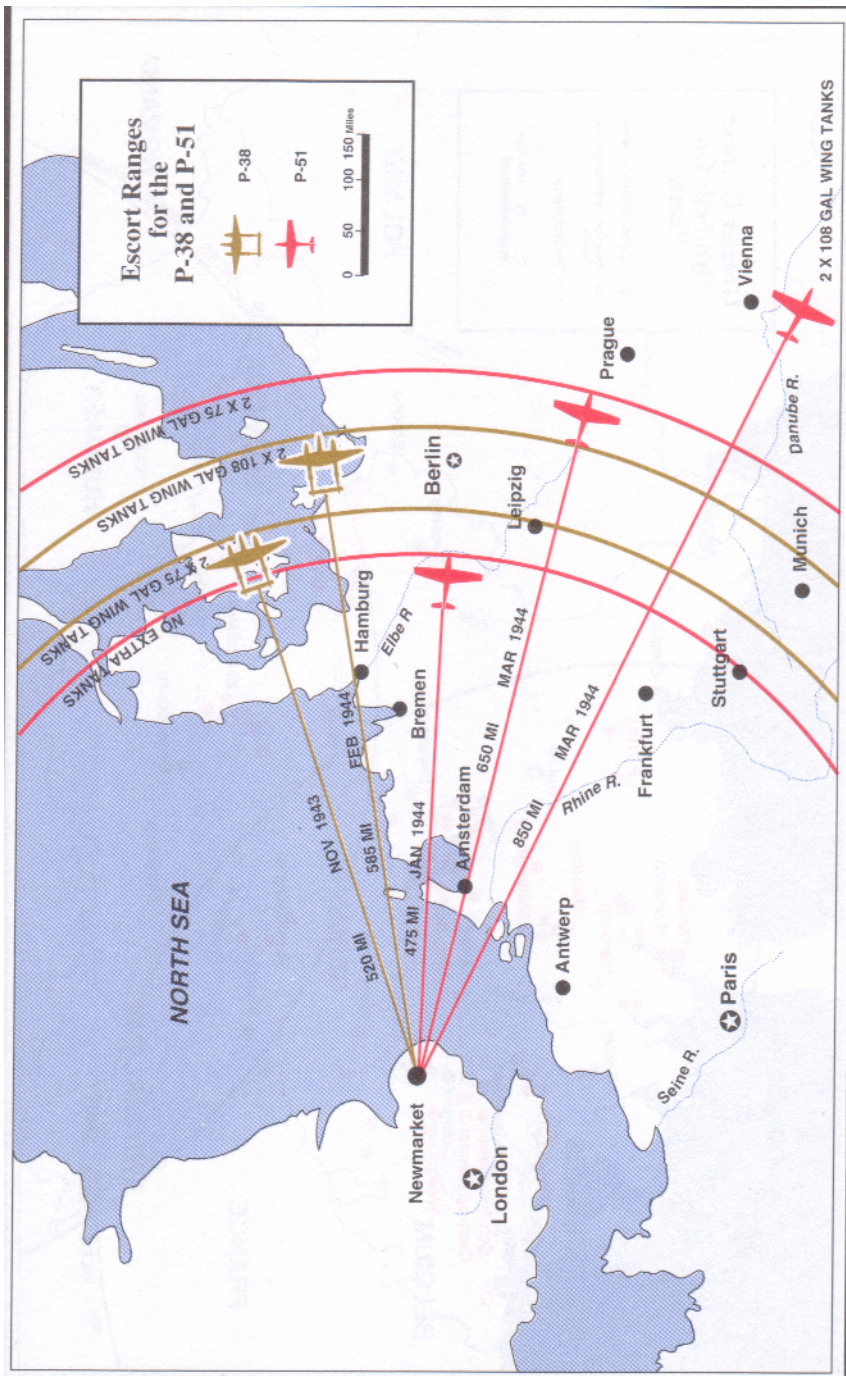 Escort Ranges
for the
P-38 and P-51
P-38
P-51
0 50 100 150 Miles
NORTH SEA
2 X 75 GAL WING TANKS
2 X 108 GAL WING TANKS
2 X 75 GAL WING TANKS
NO EXTRA TANKS
520 MI NOV 1943
585 MI FEB 1944
475 MI JAN 1944
650 MI MAR 1944
850 MI MAR 1944
2 X 108 GAL WING TANKS
Newmarket
London
Hamburg
Bremen
Elbe R
Berlin
Leipzig
Prague
Vienna
Danube R.
Munich
Stuttgart
Frankfurt
Rhine R.
Amsterdam
Antwerp
Paris
Seine R.